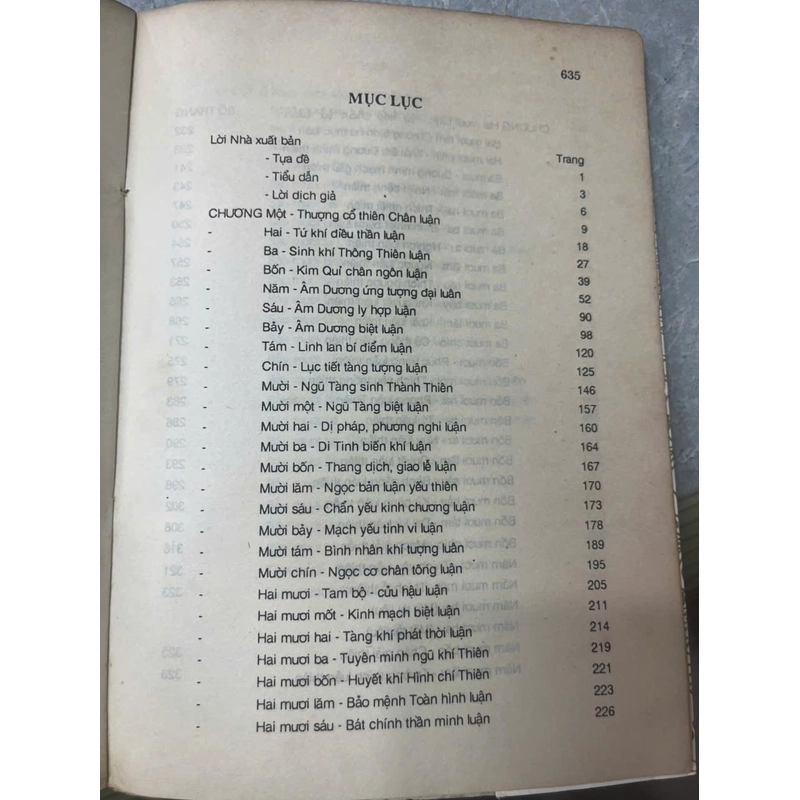 635
MỤC LỤC
Lời Nhà xuất bản Trang
- Tựa đề 1
- Tiểu dẫn 3
- Lời dịch giả 6
CHƯƠNG Một - Thượng cổ thiên Chân luận 9
- Hai - Tứ khí điều thần luận 18
- Ba - Sinh khí Thông Thiên luận 27
- Bốn - Kim Quỉ chân ngôn luận 39
- Năm - Âm Dương ứng tượng đại luân 52
- Sáu - Âm Dương ly hợp luận 90
- Bảy - Âm Dương biệt luận 98
- Tám - Linh lan bí điểm luận 120
- Chín - Lục tiết tàng tượng luận 125
- Mười - Ngũ Tàng sinh Thành Thiên 146
- Mười một - Ngũ Tàng biệt luận 157
- Mười hai - Dị pháp, phương nghi luận 160
- Mười ba - Di Tinh biến khí luận 164
- Mười bốn - Thang dịch, giao lễ luận 167
- Mười lăm - Ngọc bản luận yếu thiên 170
- Mười sáu - Chẩn yếu kinh chương luận 173
- Mười bảy - Mạch yếu tinh vi luận 178
- Mười tám - Bình nhân khí tượng luân 189
- Mười chín - Ngọc cơ chân tông luận 195
- Hai mươi - Tam bộ - cửu hậu luận 205
- Hai mươi mốt - Kinh mạch biệt luận 211
- Hai mươi hai - Tàng khí phát thời luận 214
- Hai mươi ba - Tuyên minh ngũ khí Thiên 219
- Hai mươi bốn - Huyết khí Hình chí Thiên 221
- Hai mươi lăm - Bảo mệnh Toàn hình luận 223
- Hai mươi sáu - Bát chính thần minh luận 226